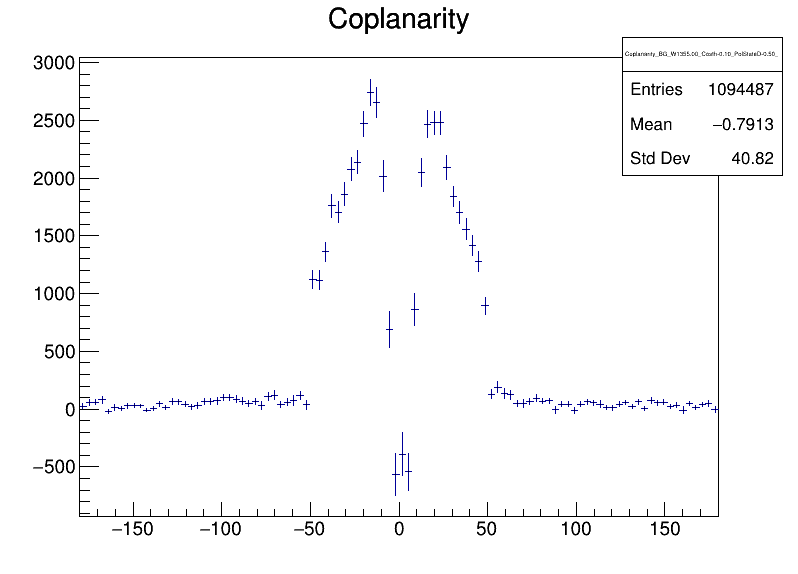 Coplanarity
Coplanarity_BG_W1355.00_Costh-0.10_PolStateD-0.50_
Entries 1094487
Mean −0.7913
Std Dev 40.82
3000
2500
2000
1500
1000
500
0
−500
−150 −100 −50 0 50 100 150